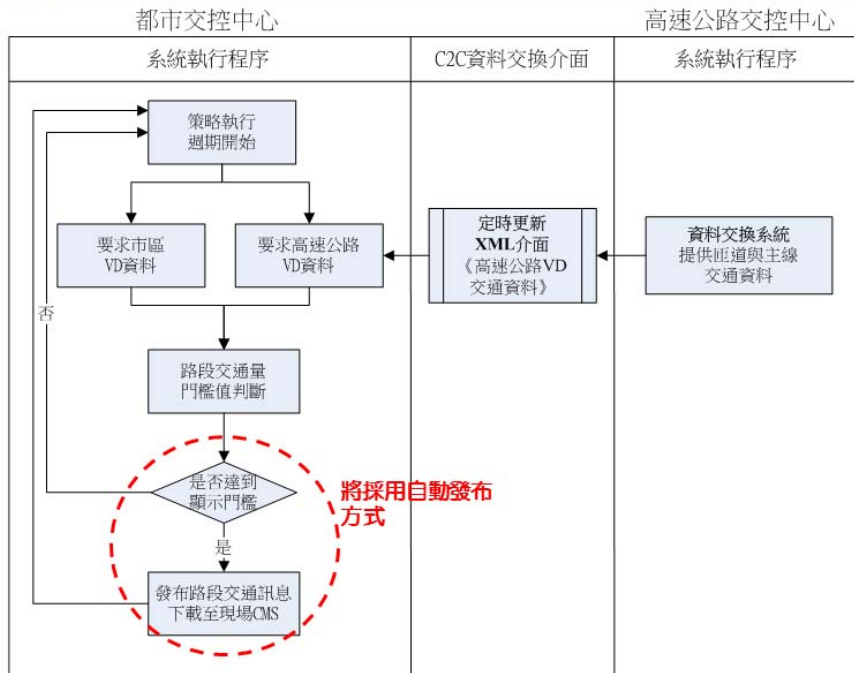 都市交控中心
高速公路交控中心
系統執行程序
C2C資料交換介面
系統執行程序
策略執行
週期開始
要求市區
VD資料
要求高速公路
VD資料
定時更新
XML介面
《高速公路VD
交通資料》
資料交換系統
提供匝道與主線
交通資料
否
路段交通量
門檻值判斷
是否達到
顯示門檻
將採用自動發布
方式
是
發布路段交通訊息
下載至現場CMS